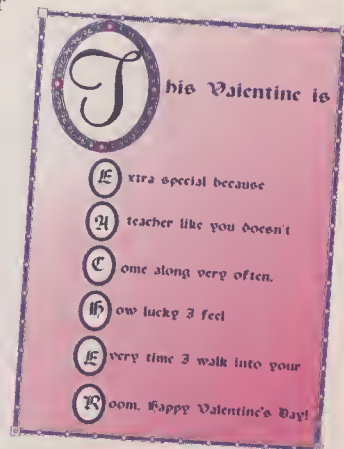 This Valentine is
Extra special because
A teacher like you doesn't
Come along very often.
How lucky I feel
Every time I walk into your
Room. Happy Valentine's Day!